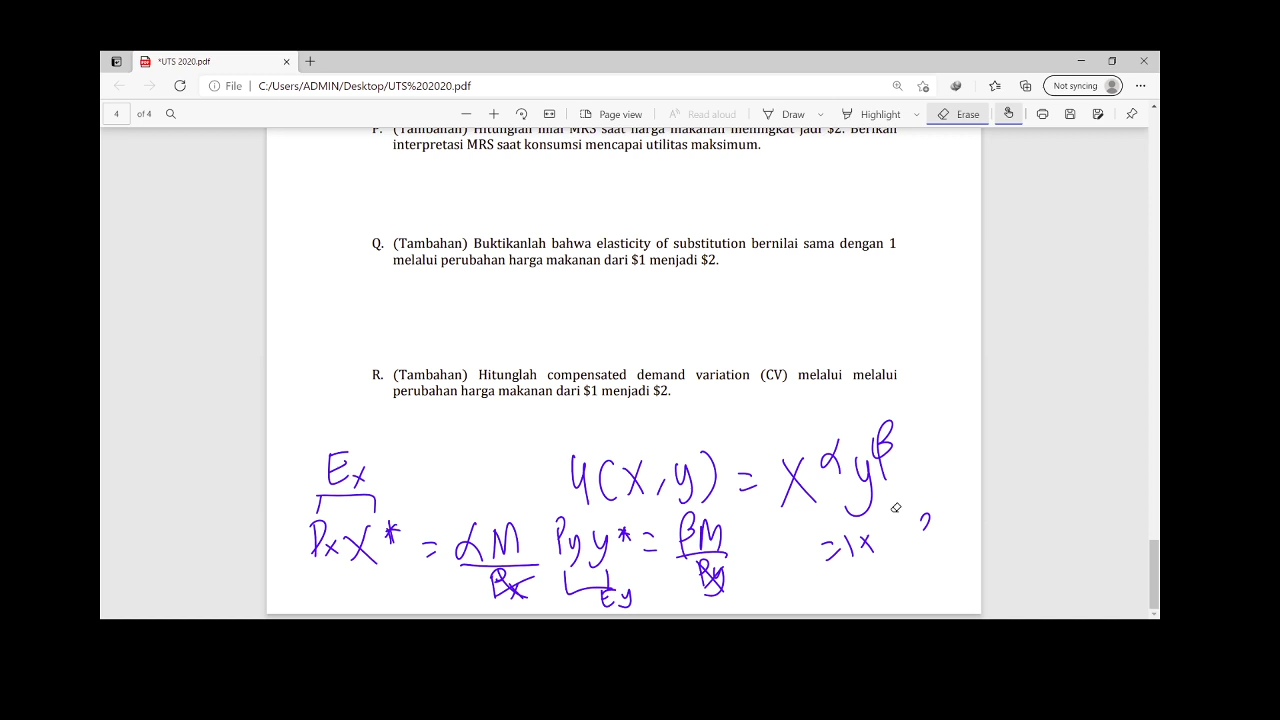 *UTS 2020.pdf
File | C:/Users/ADMIN/Desktop/UTS%202020.pdf
Not syncing
4 of 4
Page view
Read aloud
Draw
Highlight
Erase
P. (Tambahan) Hitunglah nilai MRS saat harga makanan meningkat jadi $2. Berikan
interpretasi MRS saat konsumsi mencapai utilitas maksimum.
Q. (Tambahan) Buktikanlah bahwa elasticity of substitution bernilai sama dengan 1
melalui perubahan harga makanan dari $1 menjadi $2.
R. (Tambahan) Hitunglah compensated demand variation (CV) melalui melalui
perubahan harga makanan dari $1 menjadi $2.
Ex
U(X,y) = X^α y^β
Px X* = αM/Px
Py y* = βM/Py
=1x
Ey